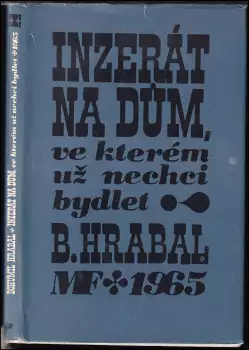 INZERÁT
NA DŮM,
ve kterém
už nechci
bydlet
B. HRABAL
MF✣1965
BOHUMIL HRABAL ✣ INZERÁT NA DŮM, ve kterém už nechci bydlet ✣ 1965